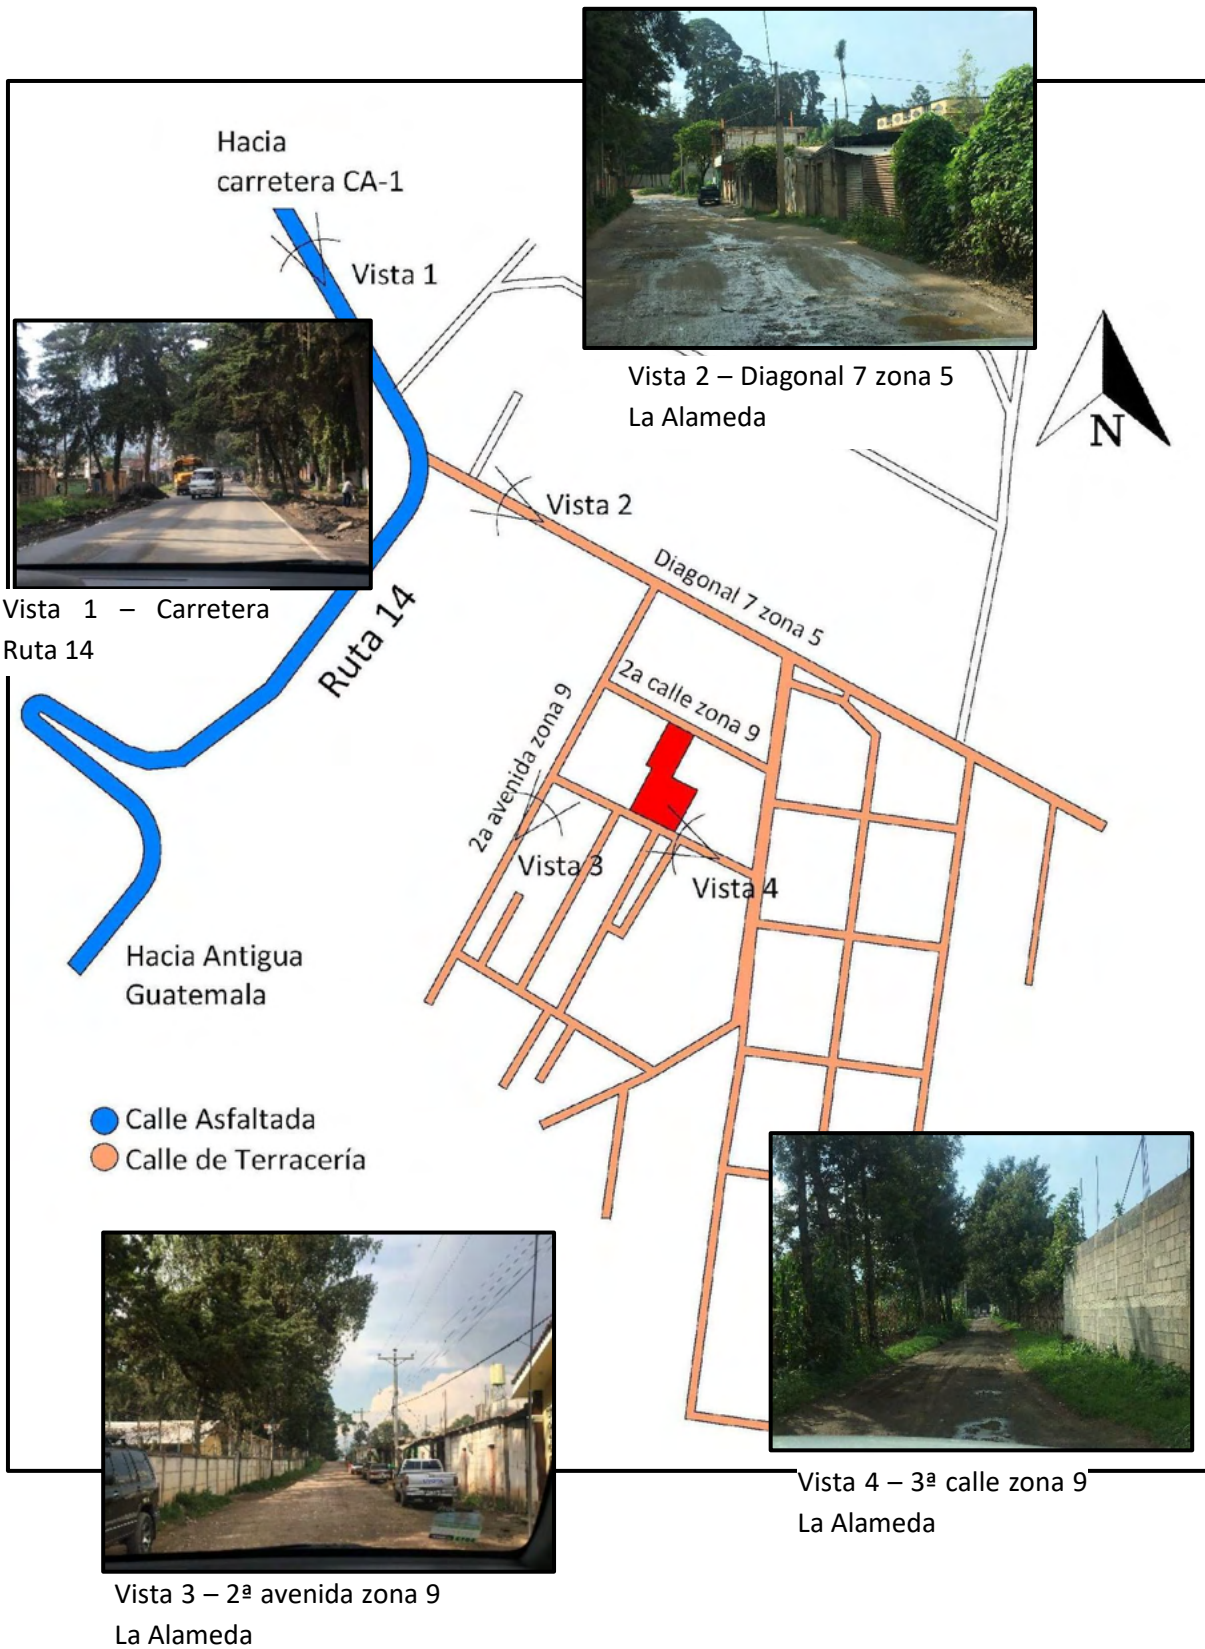 Hacia
carretera CA-1
Vista 1
Vista 2 – Diagonal 7 zona 5
La Alameda
N
Vista 2
Diagonal 7 zona 5
Vista 1 – Carretera
Ruta 14
Ruta 14
2a calle zona 9
2a avenida zona 9
Vista 3
Vista 4
Hacia Antigua
Guatemala
Calle Asfaltada
Calle de Terracería
Vista 4 – 3ª calle zona 9
La Alameda
Vista 3 – 2ª avenida zona 9
La Alameda